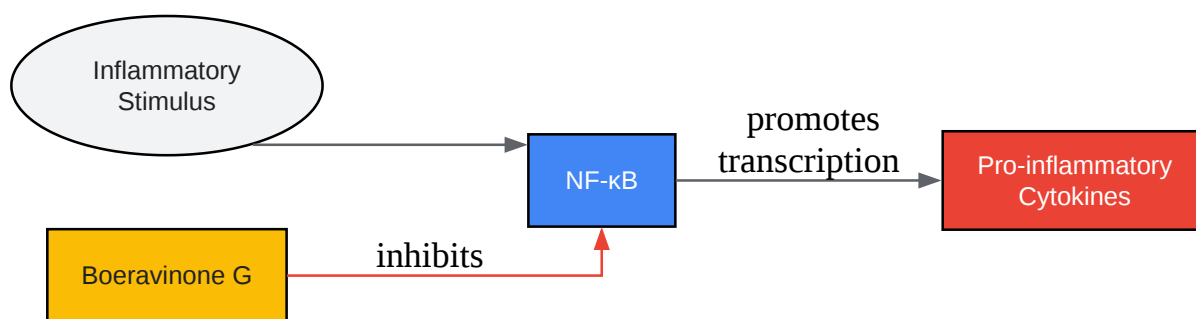 Inflammatory
Stimulus
promotes
transcription
NF-κB
Pro-inflammatory
Cytokines
inhibits
Boeravinone G